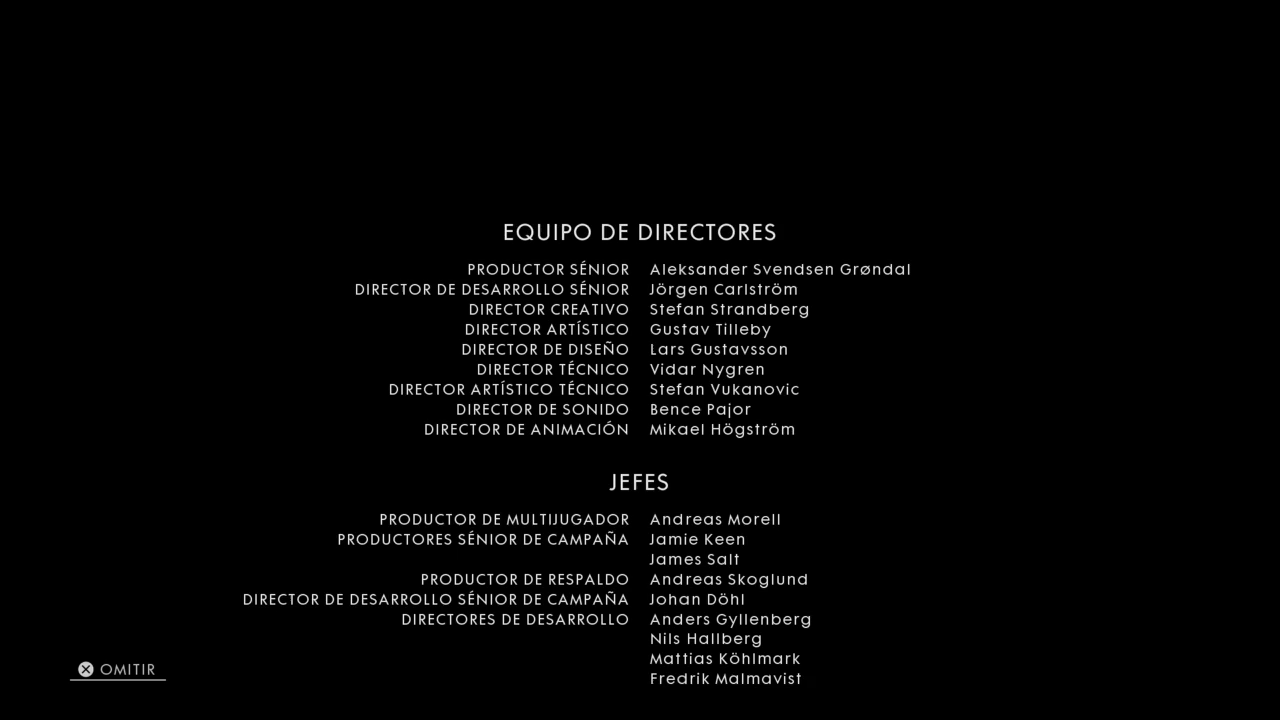 EQUIPO DE DIRECTORES
PRODUCTOR SÉNIOR Aleksander Svendsen Grøndal
DIRECTOR DE DESARROLLO SÉNIOR Jörgen Carlström
DIRECTOR CREATIVO Stefan Strandberg
DIRECTOR ARTÍSTICO Gustav Tilleby
DIRECTOR DE DISEÑO Lars Gustavsson
DIRECTOR TÉCNICO Vidar Nygren
DIRECTOR ARTÍSTICO TÉCNICO Stefan Vukanovic
DIRECTOR DE SONIDO Bence Pajor
DIRECTOR DE ANIMACIÓN Mikael Högström
JEFES
PRODUCTOR DE MULTIJUGADOR Andreas Morell
PRODUCTORES SÉNIOR DE CAMPAÑA Jamie Keen
James Salt
PRODUCTOR DE RESPALDO Andreas Skoglund
DIRECTOR DE DESARROLLO SÉNIOR DE CAMPAÑA Johan Döhl
DIRECTORES DE DESARROLLO Anders Gyllenberg
Nils Hallberg
Mattias Köhlmark
Fredrik Malmavist
OMITIR